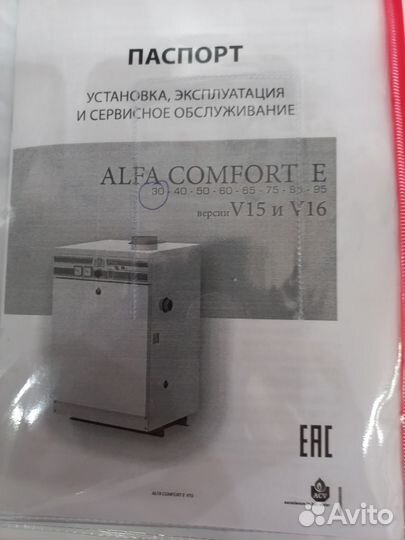 ПАСПОРТ
УСТАНОВКА, ЭКСПЛУАТАЦИЯ
И СЕРВИСНОЕ ОБСЛУЖИВАНИЕ
ALFA COMFORT E
30 - 40 - 50 - 60 - 65 - 75 - 85 - 95
версии V15 и V16
EAC
ACV
ALFA COMFORT E V15
Avito